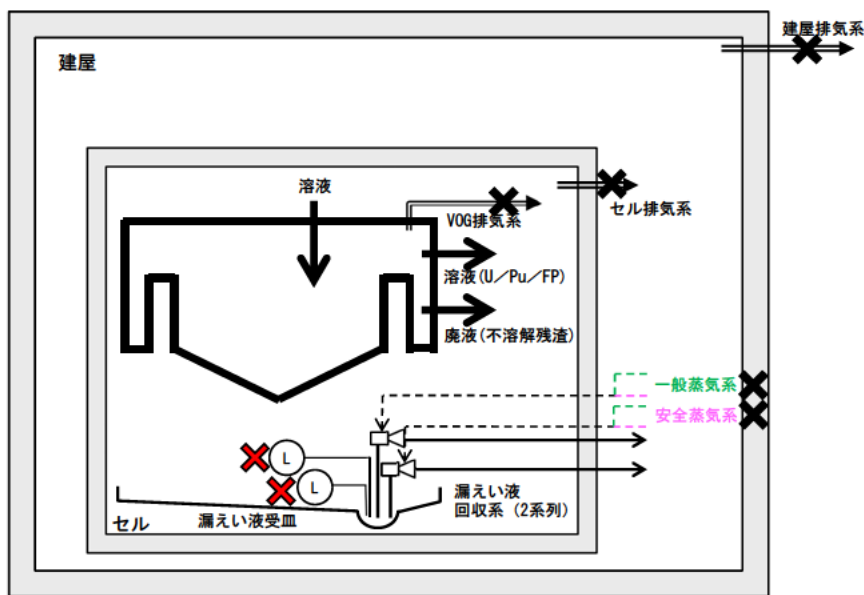 建屋排気系
建屋
溶液
VOG排気系
セル排気系
溶液(U／Pu／FP)
廃液(不溶解残渣)
一般蒸気系
安全蒸気系
L
L
漏えい液
回収系（2系列）
漏えい液受皿
セル